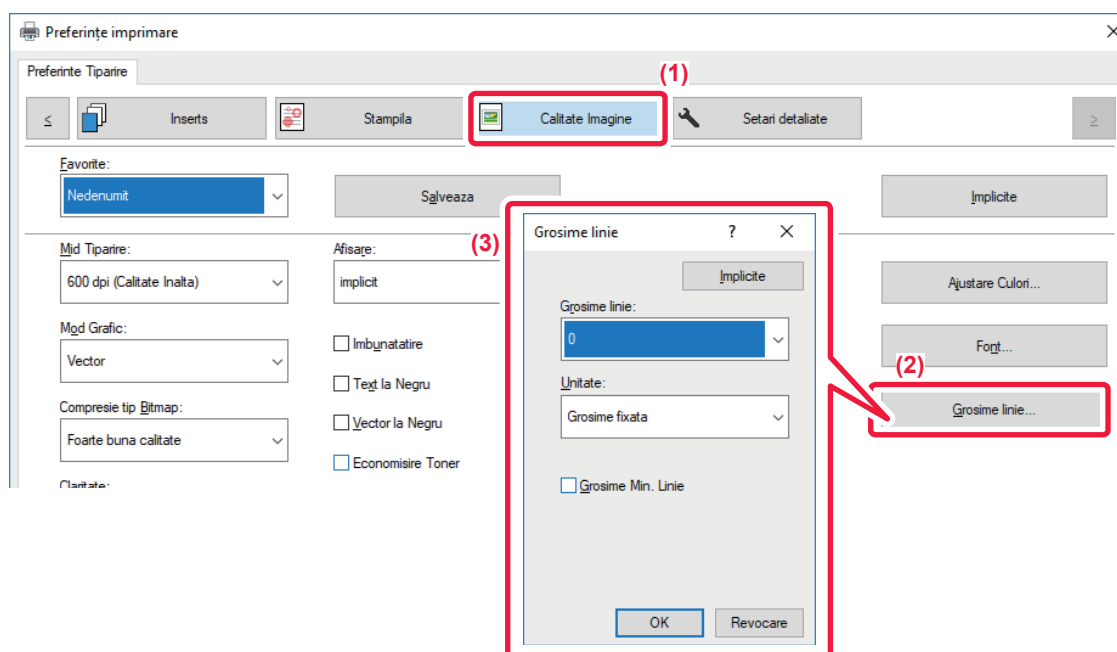 Preferințe imprimare
Preferinte Tiparire
(1)
<
Inserts
Stampila
Calitate Imagine
Setari detaliate
>
Favorite:
Nedenumit
Salveaza
Implicite
(3)
Grosime linie
?
Mid Tiparire:
Afisare:
600 dpi (Calitate Inalta)
implicit
Implicite
Ajustare Culori...
Grosime linie:
Mod Grafic:
0
Vector
Imbunatatire
Font...
(2)
Text la Negru
Unitate:
Compresie tip Bitmap:
Grosime fixata
Grosime linie...
Vector la Negru
Foarte buna calitate
Economisire Toner
Claritate:
Grosime Min. Linie
OK
Revocare